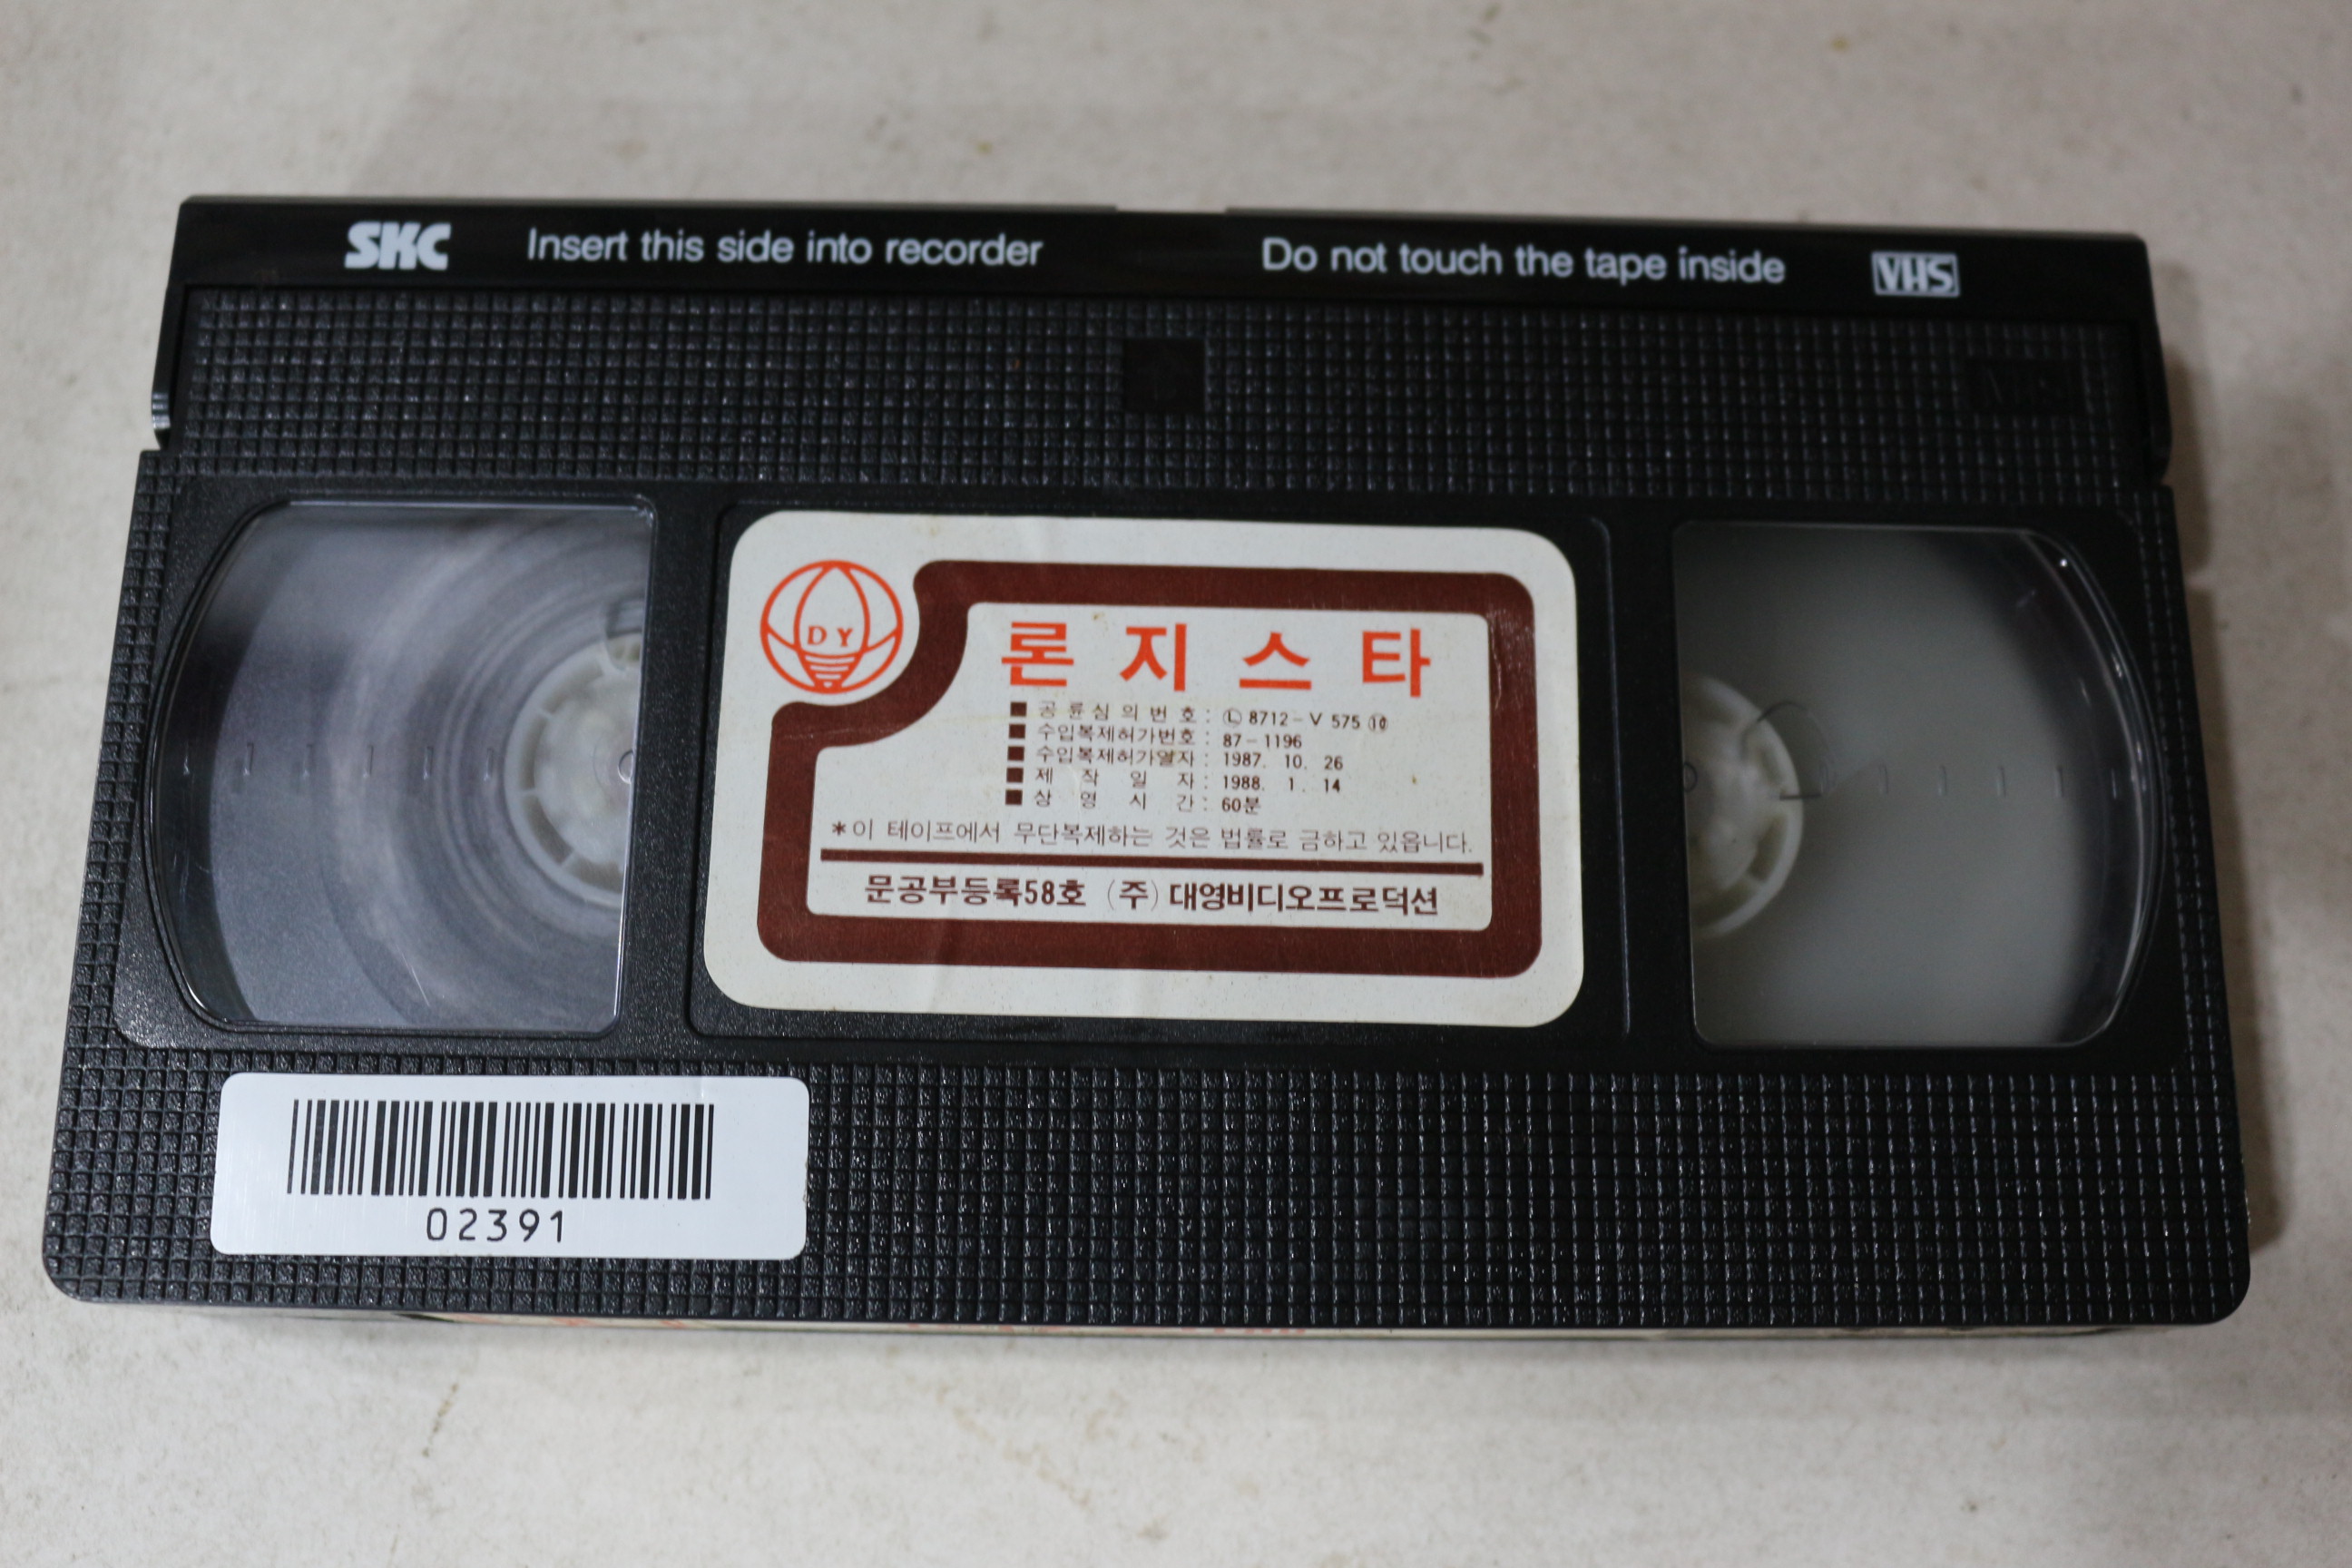 SKC Insert this side into recorder Do not touch the tape inside VHS
DY
론지스타
■ 공륜심의번호 : Ⓛ 8712-V 575
■ 수입복제허가번호 : 87-1196
■ 수입복제허가일자 : 1987. 10. 26
■ 제작일자 : 1988. 1. 14
■ 상영시간 : 60분
*이 테이프에서 무단복제하는 것은 법률로 금하고 있읍니다.
문공부등록58호 (주) 대영비디오프로덕션
02391